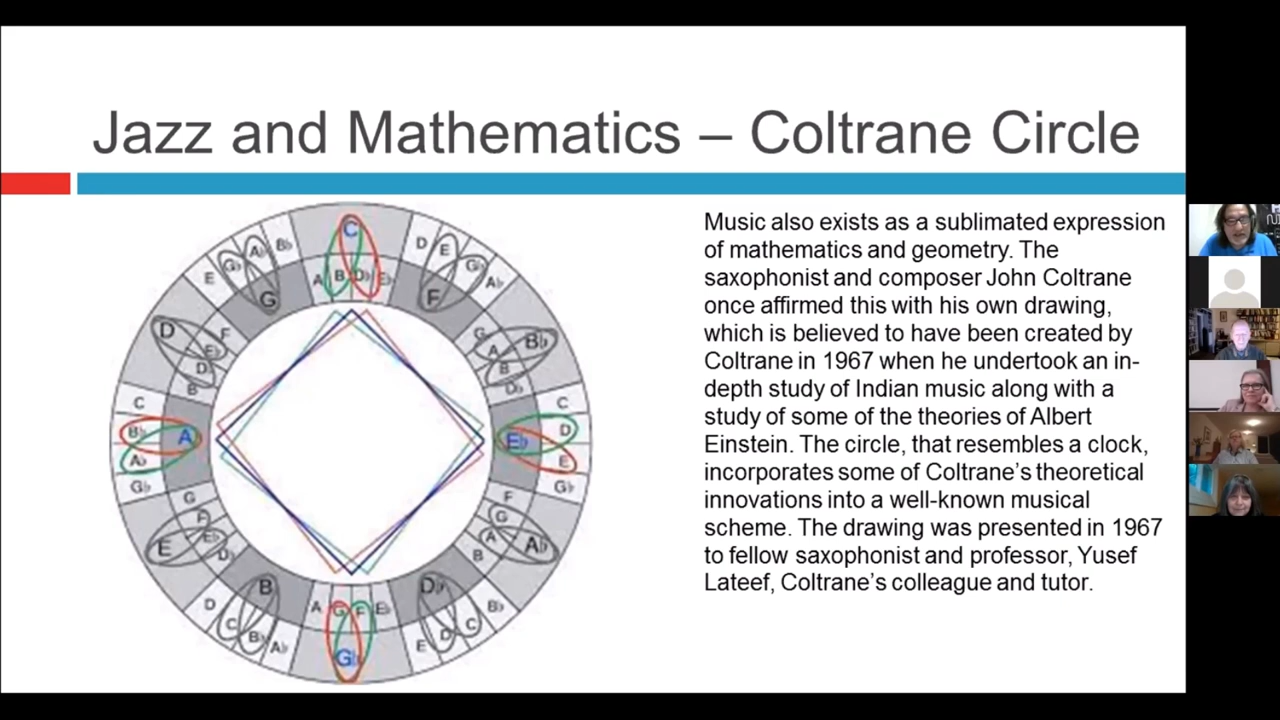 Jazz and Mathematics – Coltrane Circle
Music also exists as a sublimated expression
of mathematics and geometry. The
saxophonist and composer John Coltrane
once affirmed this with his own drawing,
which is believed to have been created by
Coltrane in 1967 when he undertook an in-
depth study of Indian music along with a
study of some of the theories of Albert
Einstein. The circle, that resembles a clock,
incorporates some of Coltrane's theoretical
innovations into a well-known musical
scheme. The drawing was presented in 1967
to fellow saxophonist and professor, Yusef
Lateef, Coltrane's colleague and tutor.
C
A B D♭ E♭
D E G♭ A♭
F
G A B D♭
B♭
C D E G♭
E♭
F G A B
A♭
E D C B♭
D♭
A G F E♭
G♭
D C B♭ A♭
B
G F E♭ D♭
E
C B♭ A♭ G♭
A
F E♭ D♭ B
D
E G♭ A♭ B♭
G